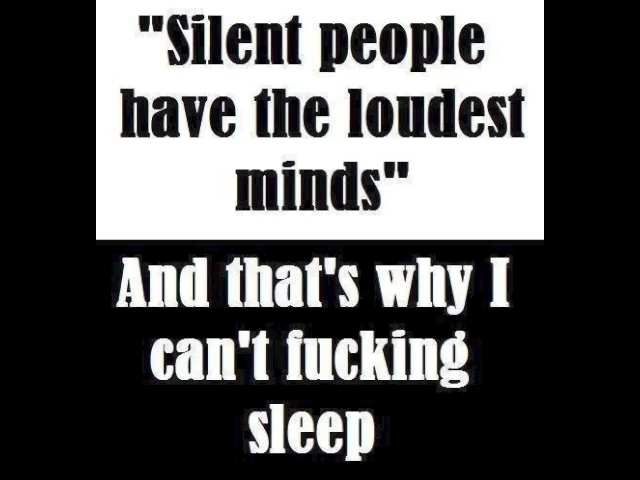 "Silent people
have the loudest
minds"
And that's why I
can't fucking
sleep